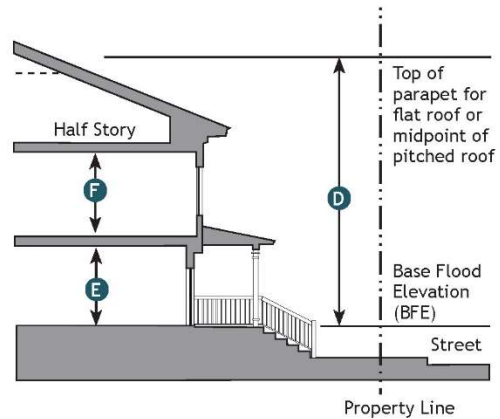 Top of
parapet for
flat roof or
midpoint of
pitched roof
Half Story
F
D
E
Base Flood
Elevation
(BFE)
Street
Property Line